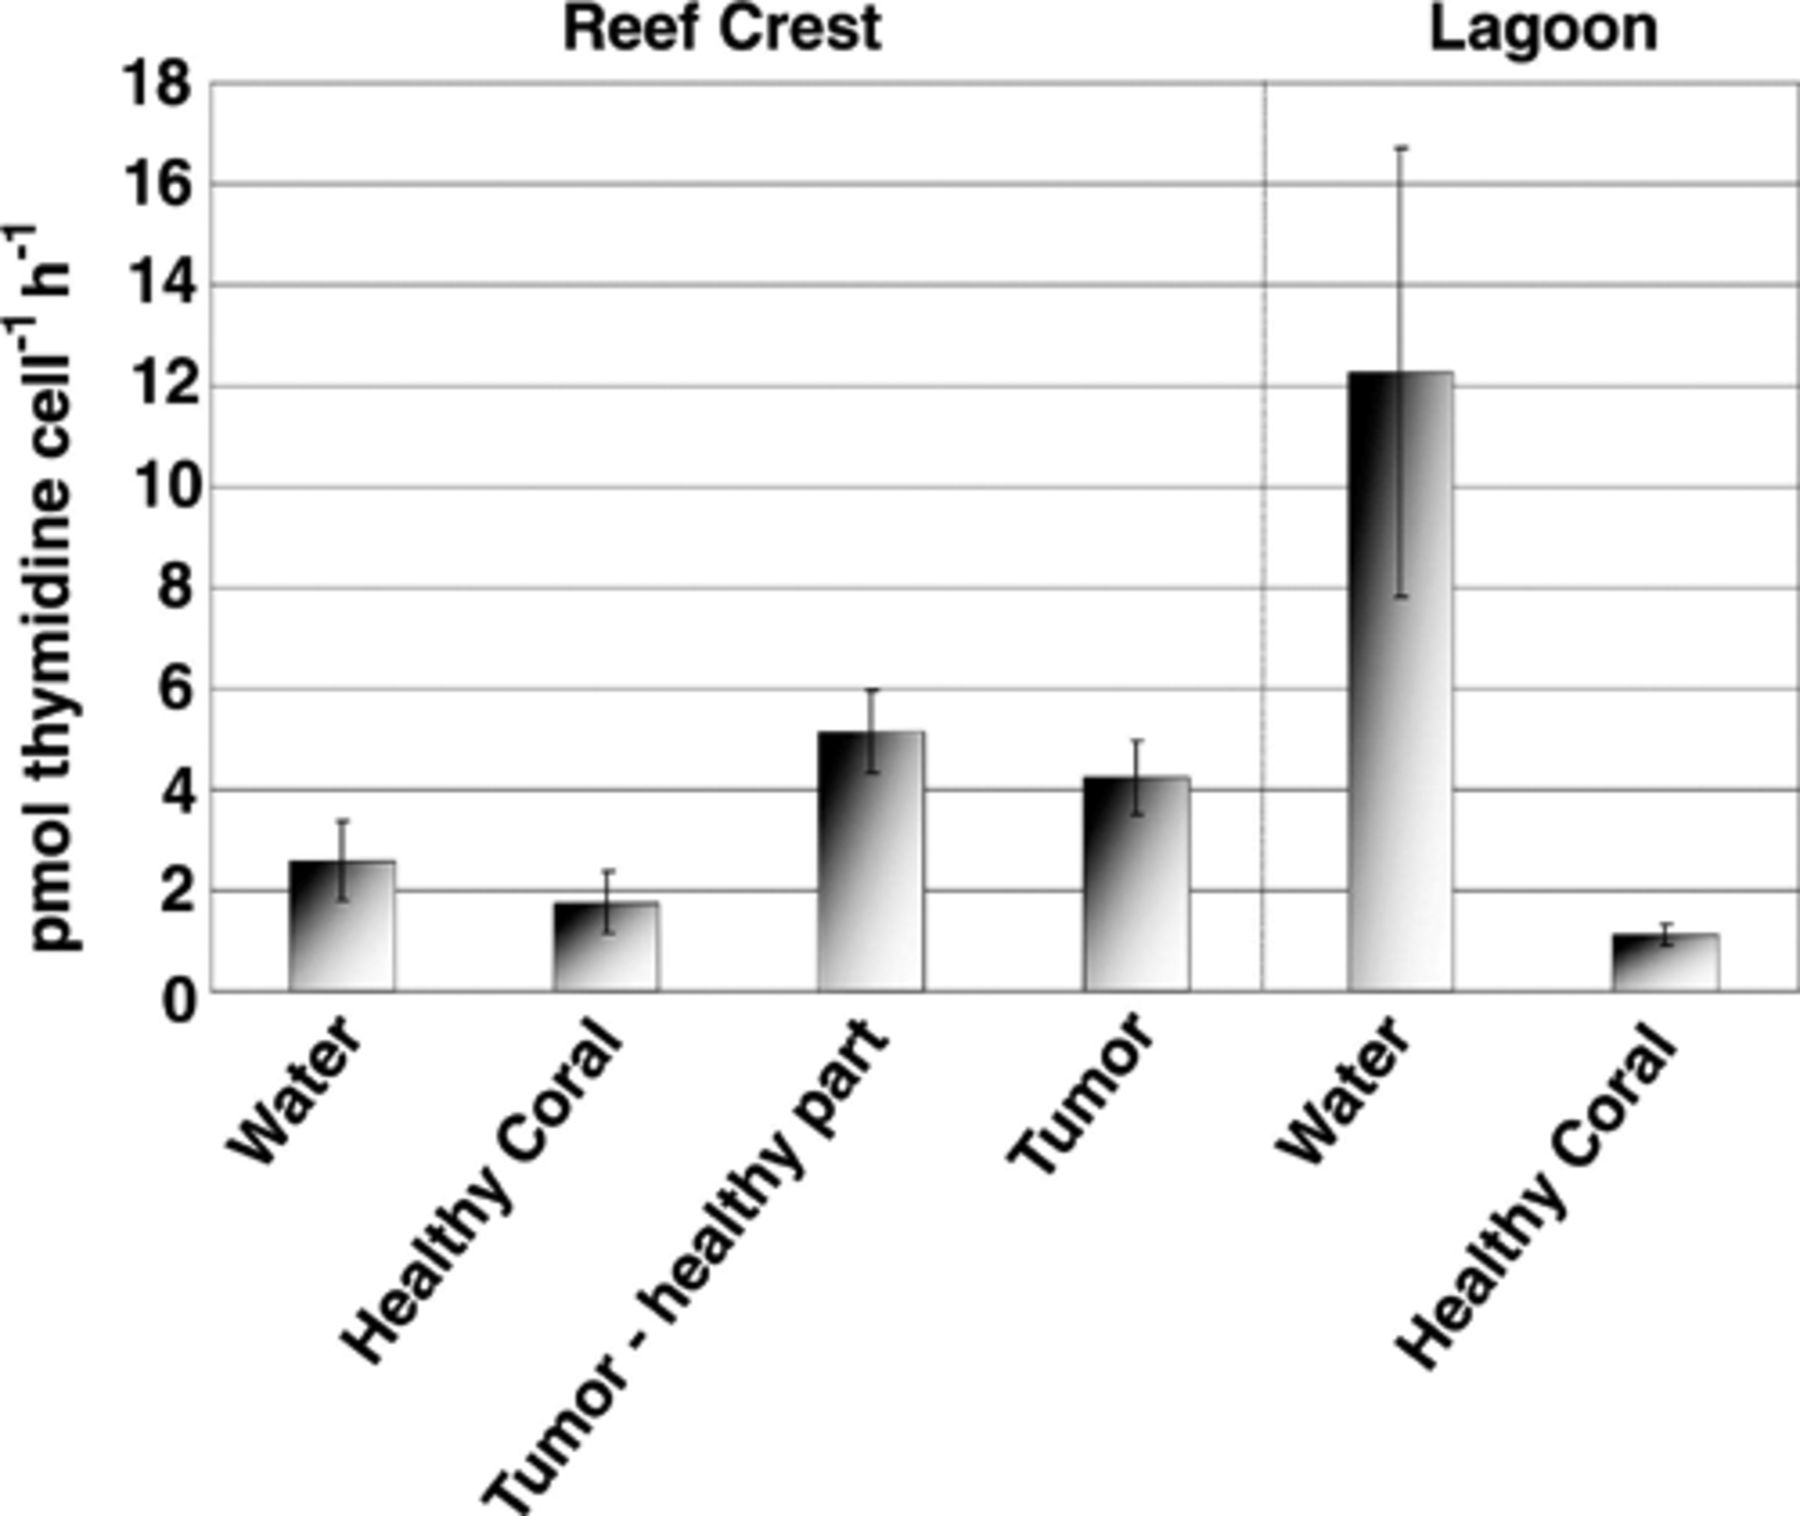 Reef Crest
Lagoon
pmol thymidine cell⁻¹ h⁻¹
18
16
14
12
10
8
6
4
2
0
Water
Healthy Coral
Tumor - healthy part
Tumor
Water
Healthy Coral